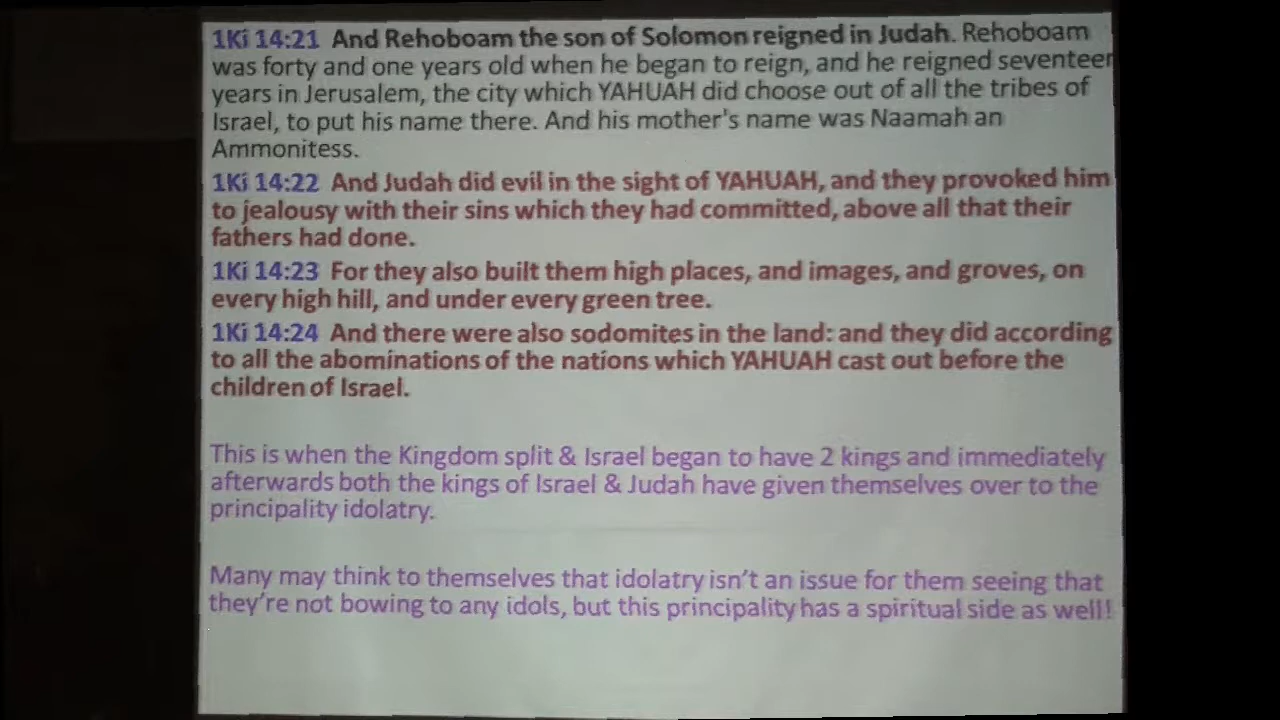 1Ki 14:21 And Rehoboam the son of Solomon reigned in Judah. Rehoboam
was forty and one years old when he began to reign, and he reigned seventeen
years in Jerusalem, the city which YAHUAH did choose out of all the tribes of
Israel, to put his name there. And his mother's name was Naamah an
Ammonitess.
1Ki 14:22 And Judah did evil in the sight of YAHUAH, and they provoked him
to jealousy with their sins which they had committed, above all that their
fathers had done.
1Ki 14:23 For they also built them high places, and images, and groves, on
every high hill, and under every green tree.
1Ki 14:24 And there were also sodomites in the land: and they did according
to all the abominations of the nations which YAHUAH cast out before the
children of Israel.
This is when the Kingdom split & Israel began to have 2 kings and immediately
afterwards both the kings of Israel & Judah have given themselves over to the
principality idolatry.
Many may think to themselves that idolatry isn't an issue for them seeing that
they're not bowing to any idols, but this principality has a spiritual side as well!